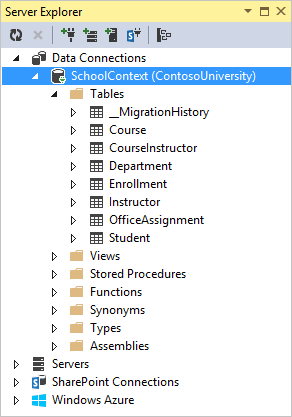 Server Explorer
Data Connections
SchoolContext (ContosoUniversity)
Tables
__MigrationHistory
Course
CourseInstructor
Department
Enrollment
Instructor
OfficeAssignment
Student
Views
Stored Procedures
Functions
Synonyms
Types
Assemblies
Servers
SharePoint Connections
Windows Azure